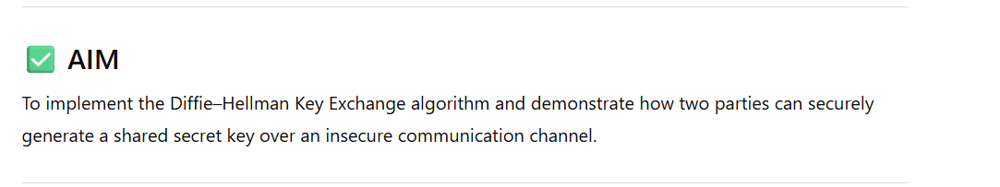 ✅ AIM
To implement the Diffie–Hellman Key Exchange algorithm and demonstrate how two parties can securely
generate a shared secret key over an insecure communication channel.